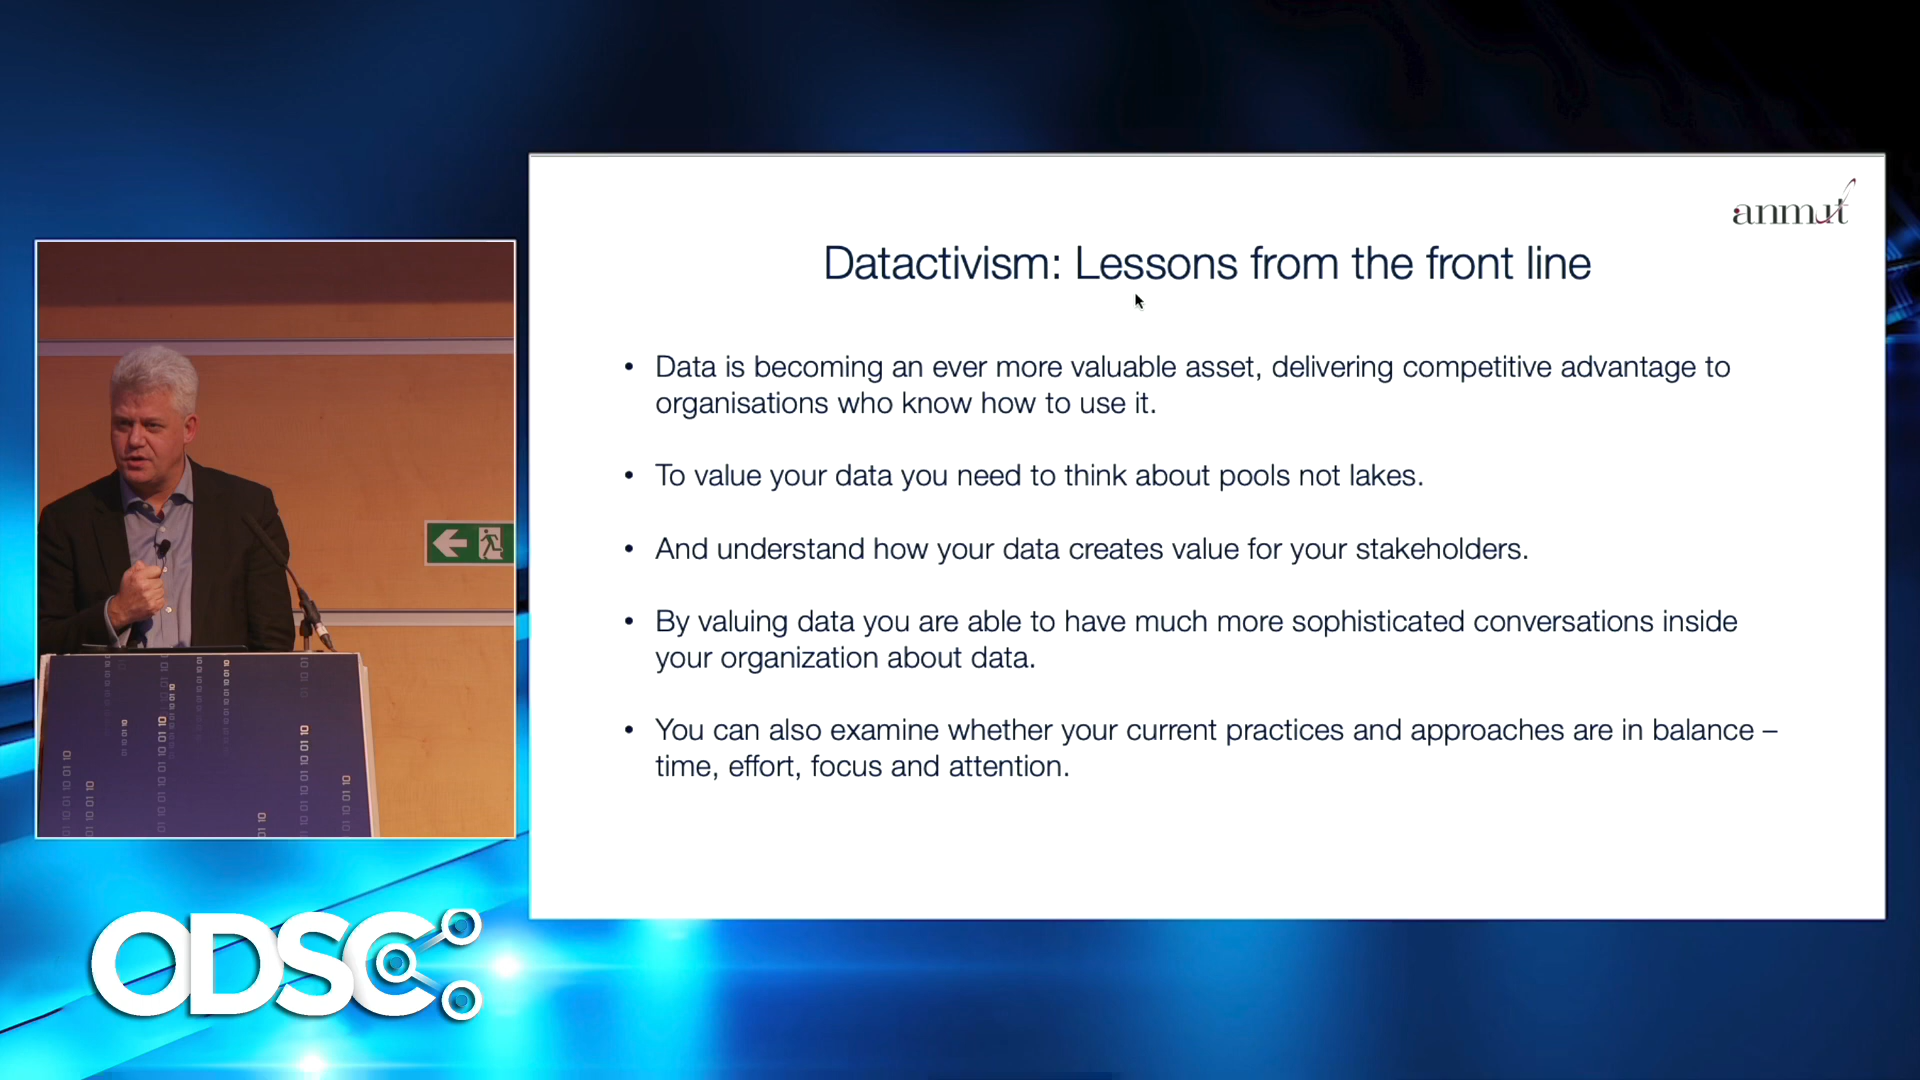 anmut
Datactivism: Lessons from the front line
• Data is becoming an ever more valuable asset, delivering competitive advantage to
organisations who know how to use it.
• To value your data you need to think about pools not lakes.
• And understand how your data creates value for your stakeholders.
• By valuing data you are able to have much more sophisticated conversations inside
your organization about data.
• You can also examine whether your current practices and approaches are in balance –
time, effort, focus and attention.
ODSC